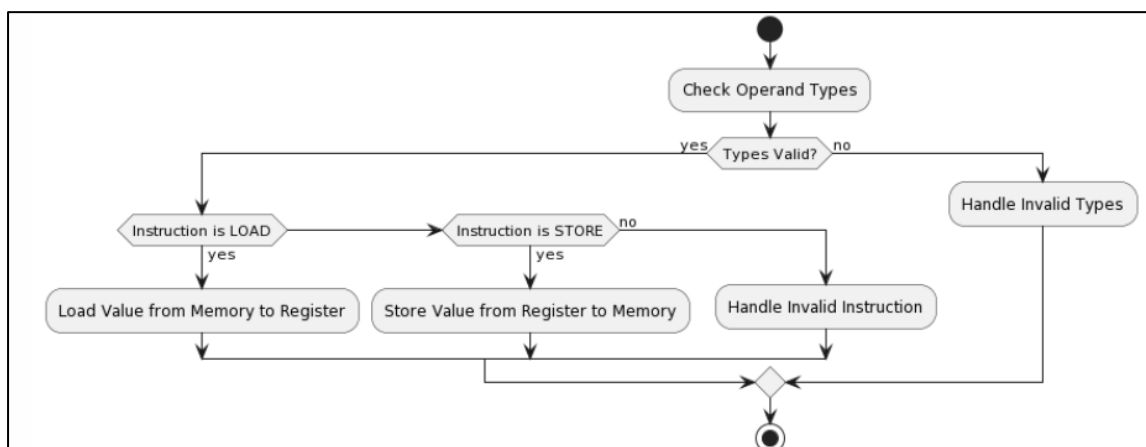 Check Operand Types
yes
Types Valid?
no
Handle Invalid Types
Instruction is LOAD
Instruction is STORE
no
yes
yes
Load Value from Memory to Register
Store Value from Register to Memory
Handle Invalid Instruction